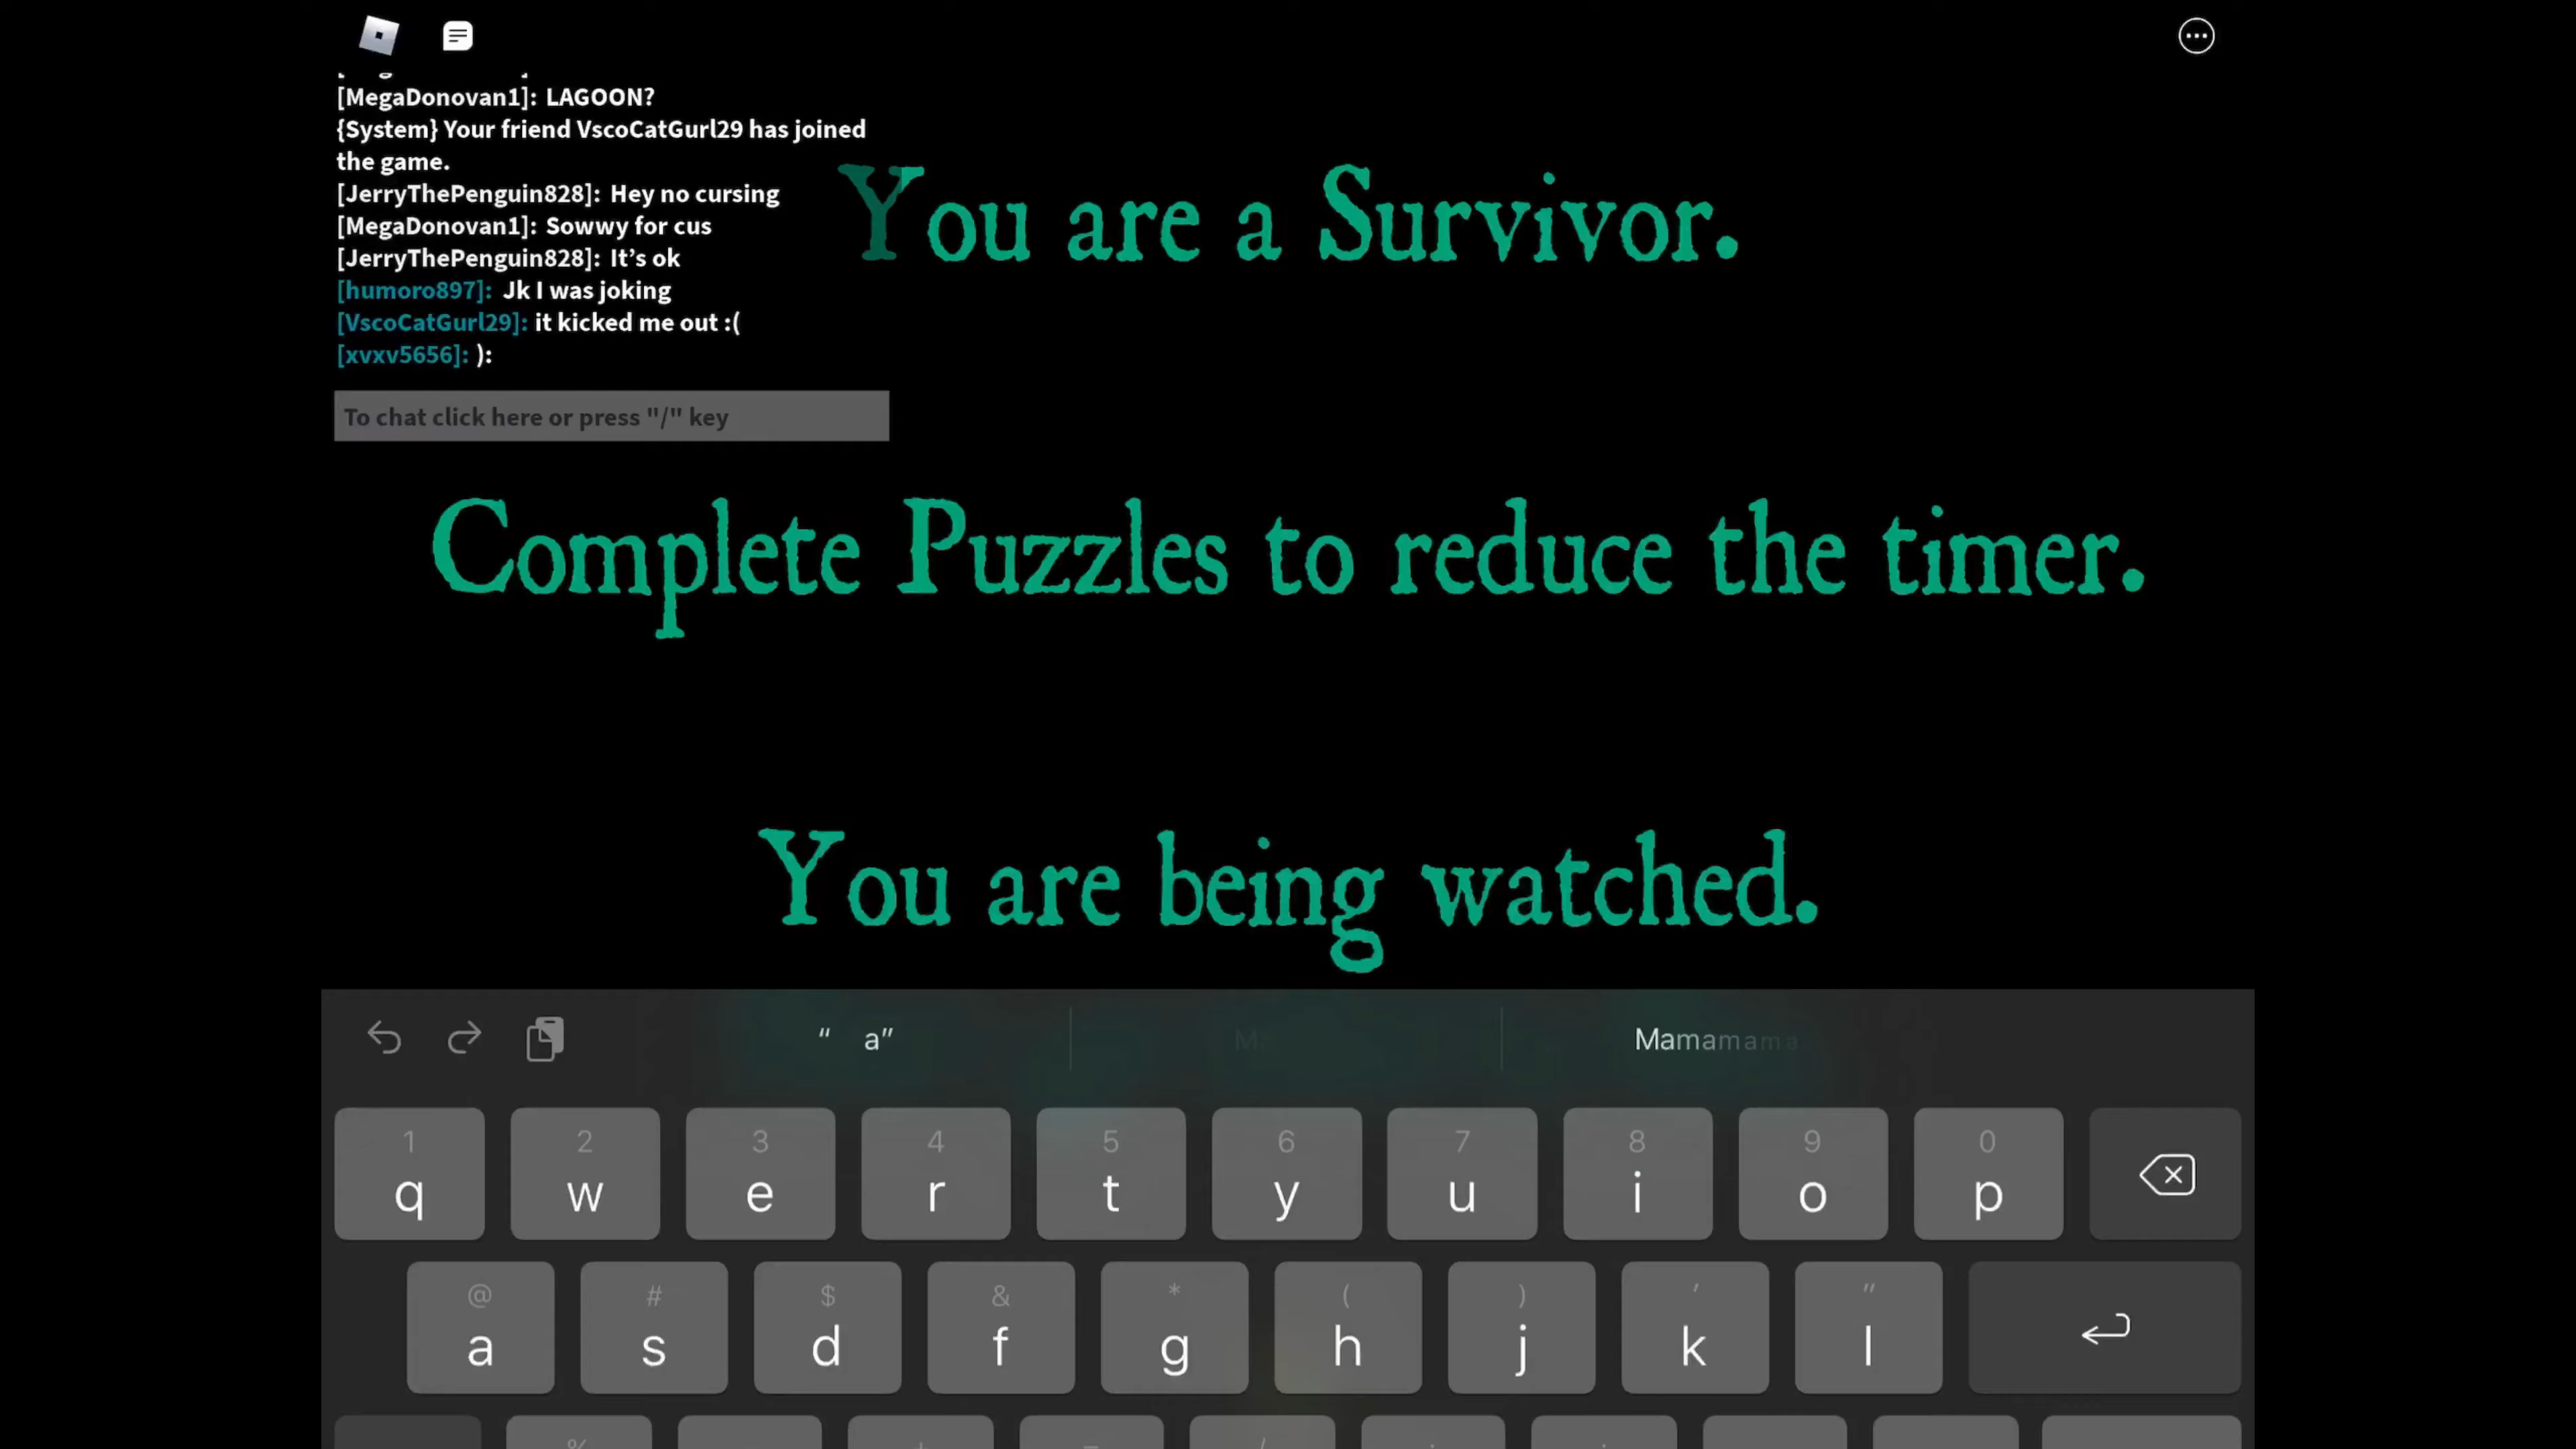 [MegaDonovan1]: LAGOON?
{System} Your friend VscoCatGurl29 has joined
the game.
[JerryThePenguin828]: Hey no cursing
[MegaDonovan1]: Sowwy for cus
[JerryThePenguin828]: It's ok
[humoro897]: Jk I was joking
[VscoCatGurl29]: it kicked me out :(
[xvxv5656]: ):
To chat click here or press "/" key
You are a Survivor.
Complete Puzzles to reduce the timer.
You are being watched.
“ a” Mamamama
1 2 3 4 5 6 7 8 9 0
q w e r t y u i o p
@ # $ & * ( ) ' "
a s d f g h j k l